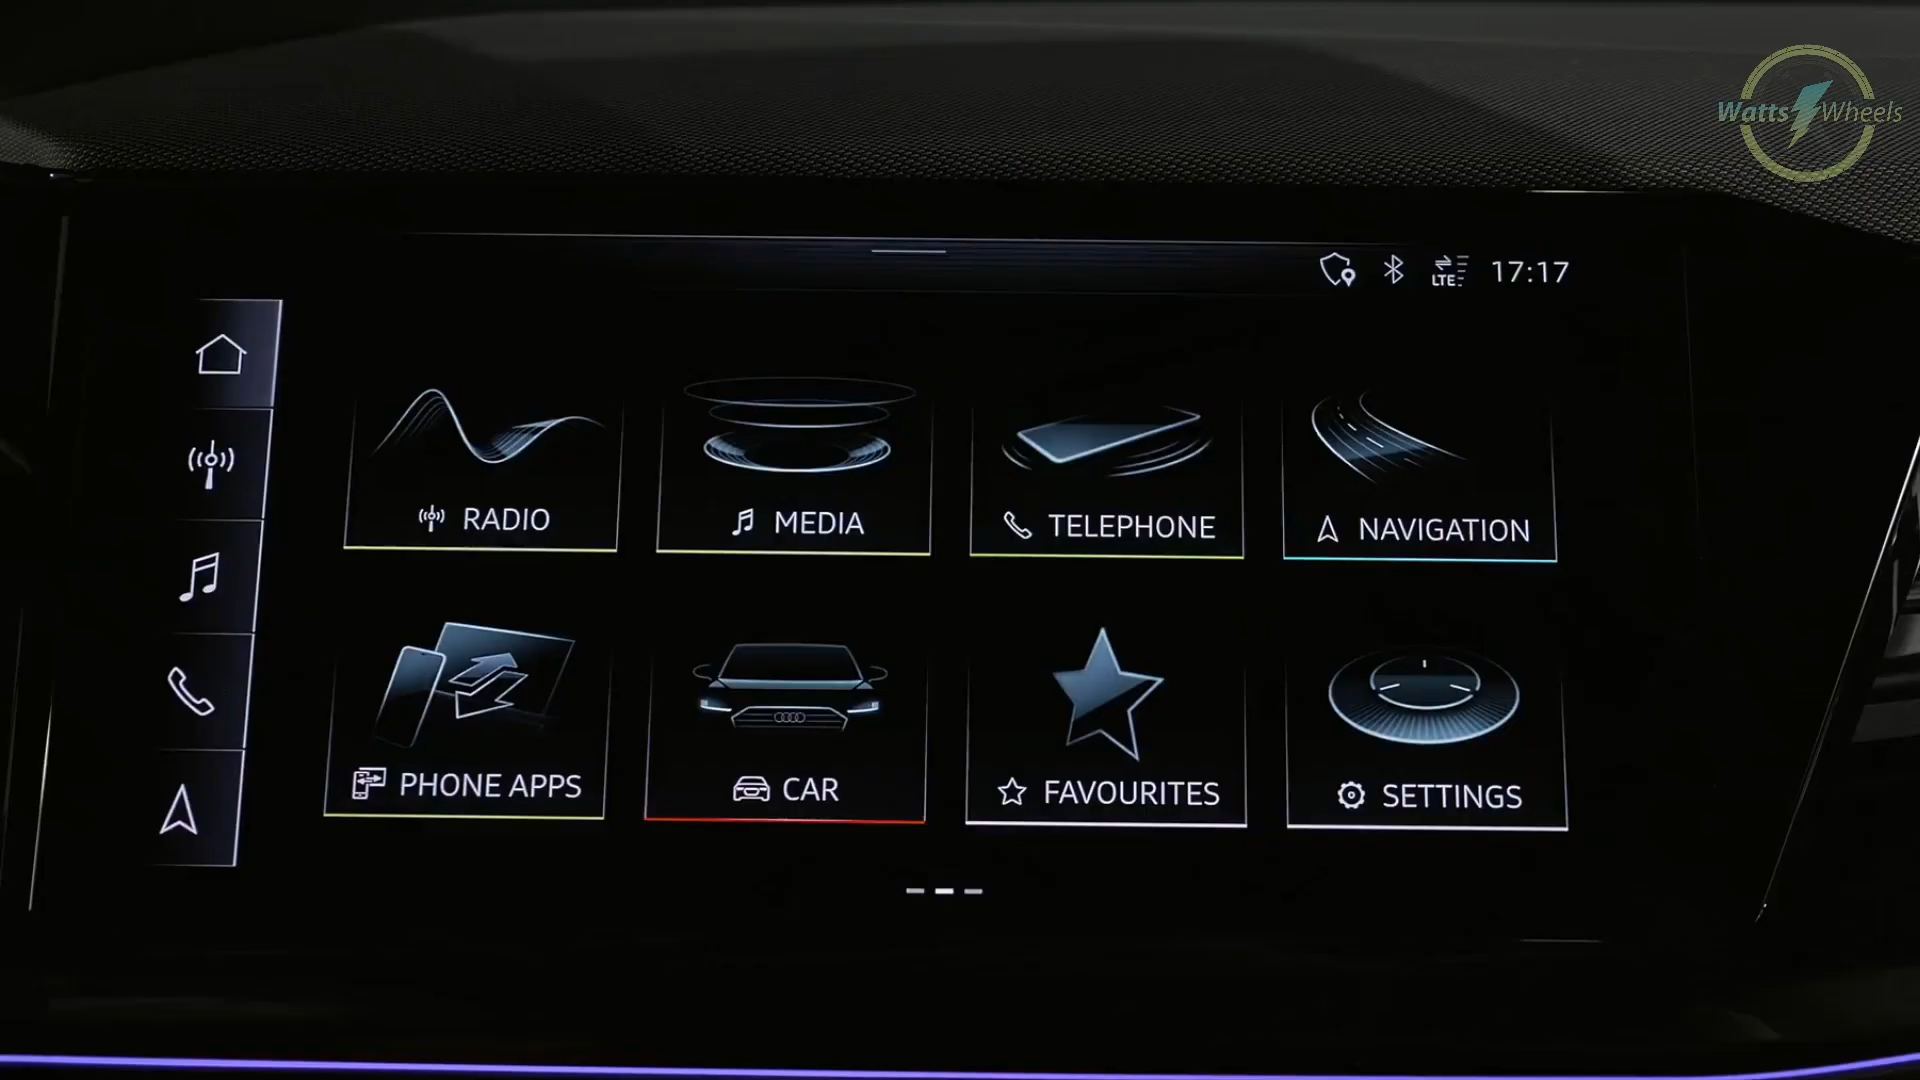 Watts Wheels
LTE 17:17
RADIO MEDIA TELEPHONE NAVIGATION
PHONE APPS CAR FAVOURITES SETTINGS